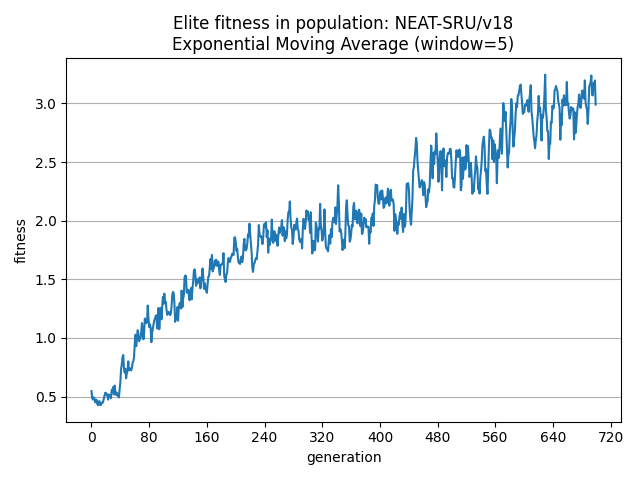 Elite fitness in population: NEAT-SRU/v18
Exponential Moving Average (window=5)
3.0
2.5
2.0
1.5
1.0
0.5
fitness
0 80 160 240 320 400 480 560 640 720
generation